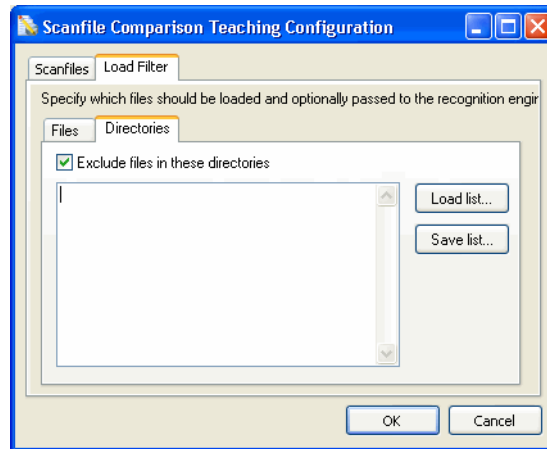 Scanfile Comparison Teaching Configuration
Scanfiles Load Filter
Specify which files should be loaded and optionally passed to the recognition engir
Files Directories
Exclude files in these directories
Load list...
Save list...
OK Cancel